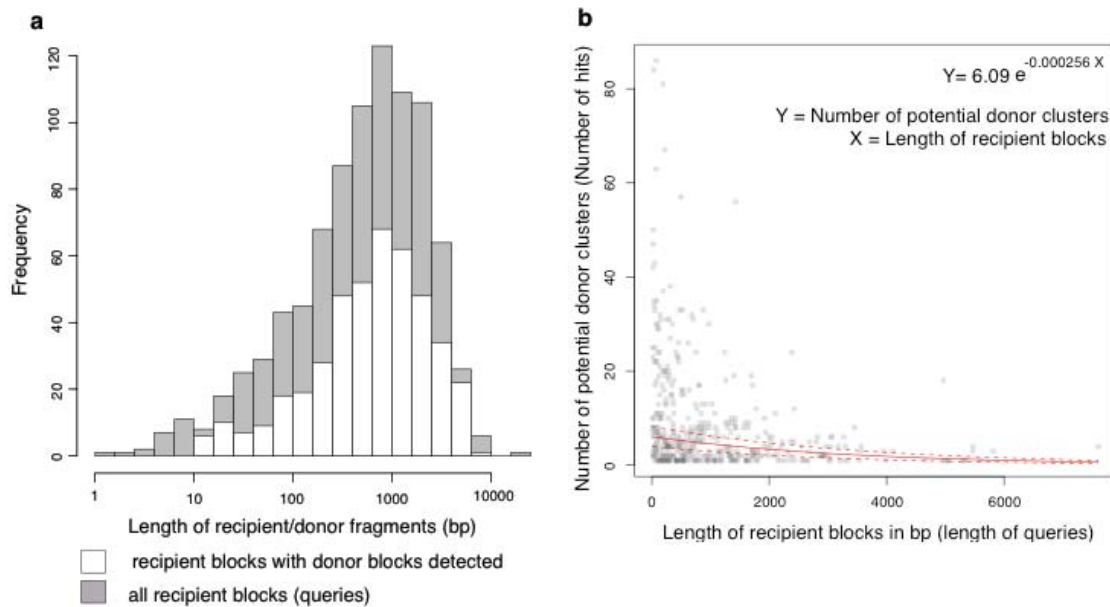 a
Frequency
0
20
40
60
80
100
120
1
10
100
1000
10000
Length of recipient/donor fragments (bp)
recipient blocks with donor blocks detected
all recipient blocks (queries)
b
Number of potential donor clusters (Number of hits)
0
20
40
60
80
Y= 6.09 e-0.000256 X
Y = Number of potential donor clusters
X = Length of recipient blocks
0
2000
4000
6000
Length of recipient blocks in bp (length of queries)